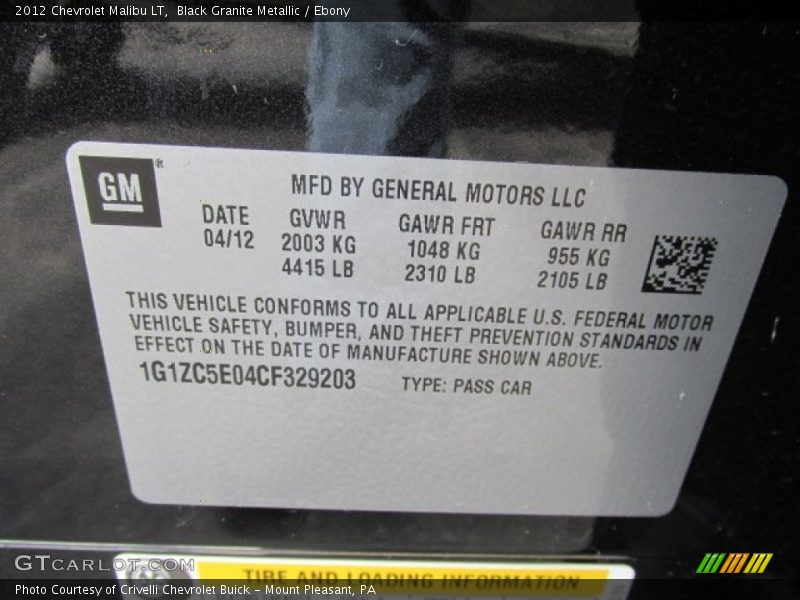 2012 Chevrolet Malibu LT, Black Granite Metallic / Ebony
GM®
MFD BY GENERAL MOTORS LLC
DATE GVWR GAWR FRT GAWR RR
04/12 2003 KG 1048 KG 955 KG
4415 LB 2310 LB 2105 LB
THIS VEHICLE CONFORMS TO ALL APPLICABLE U.S. FEDERAL MOTOR
VEHICLE SAFETY, BUMPER, AND THEFT PREVENTION STANDARDS IN
EFFECT ON THE DATE OF MANUFACTURE SHOWN ABOVE.
1G1ZC5E04CF329203 TYPE: PASS CAR
TIRE AND LOADING INFORMATION
GTCARLOT.COM
Photo Courtesy of Crivelli Chevrolet Buick - Mount Pleasant, PA